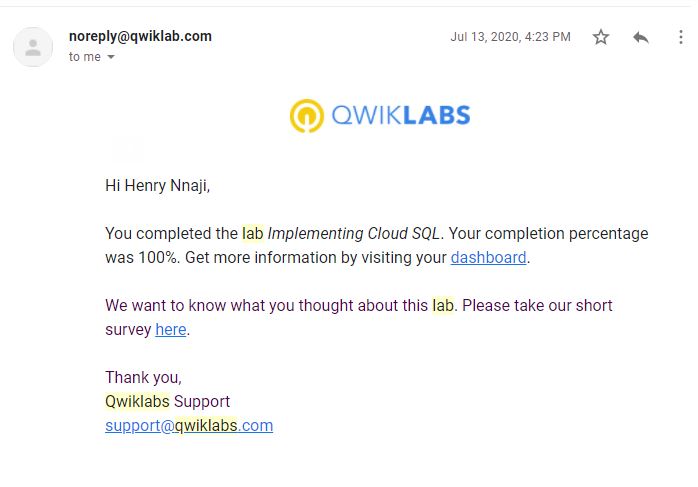 noreply@qwiklab.com
Jul 13, 2020, 4:23 PM
to me
QWIKLABS
Hi Henry Nnaji,
You completed the lab Implementing Cloud SQL. Your completion percentage
was 100%. Get more information by visiting your dashboard.
We want to know what you thought about this lab. Please take our short
survey here.
Thank you,
Qwiklabs Support
support@qwiklabs.com